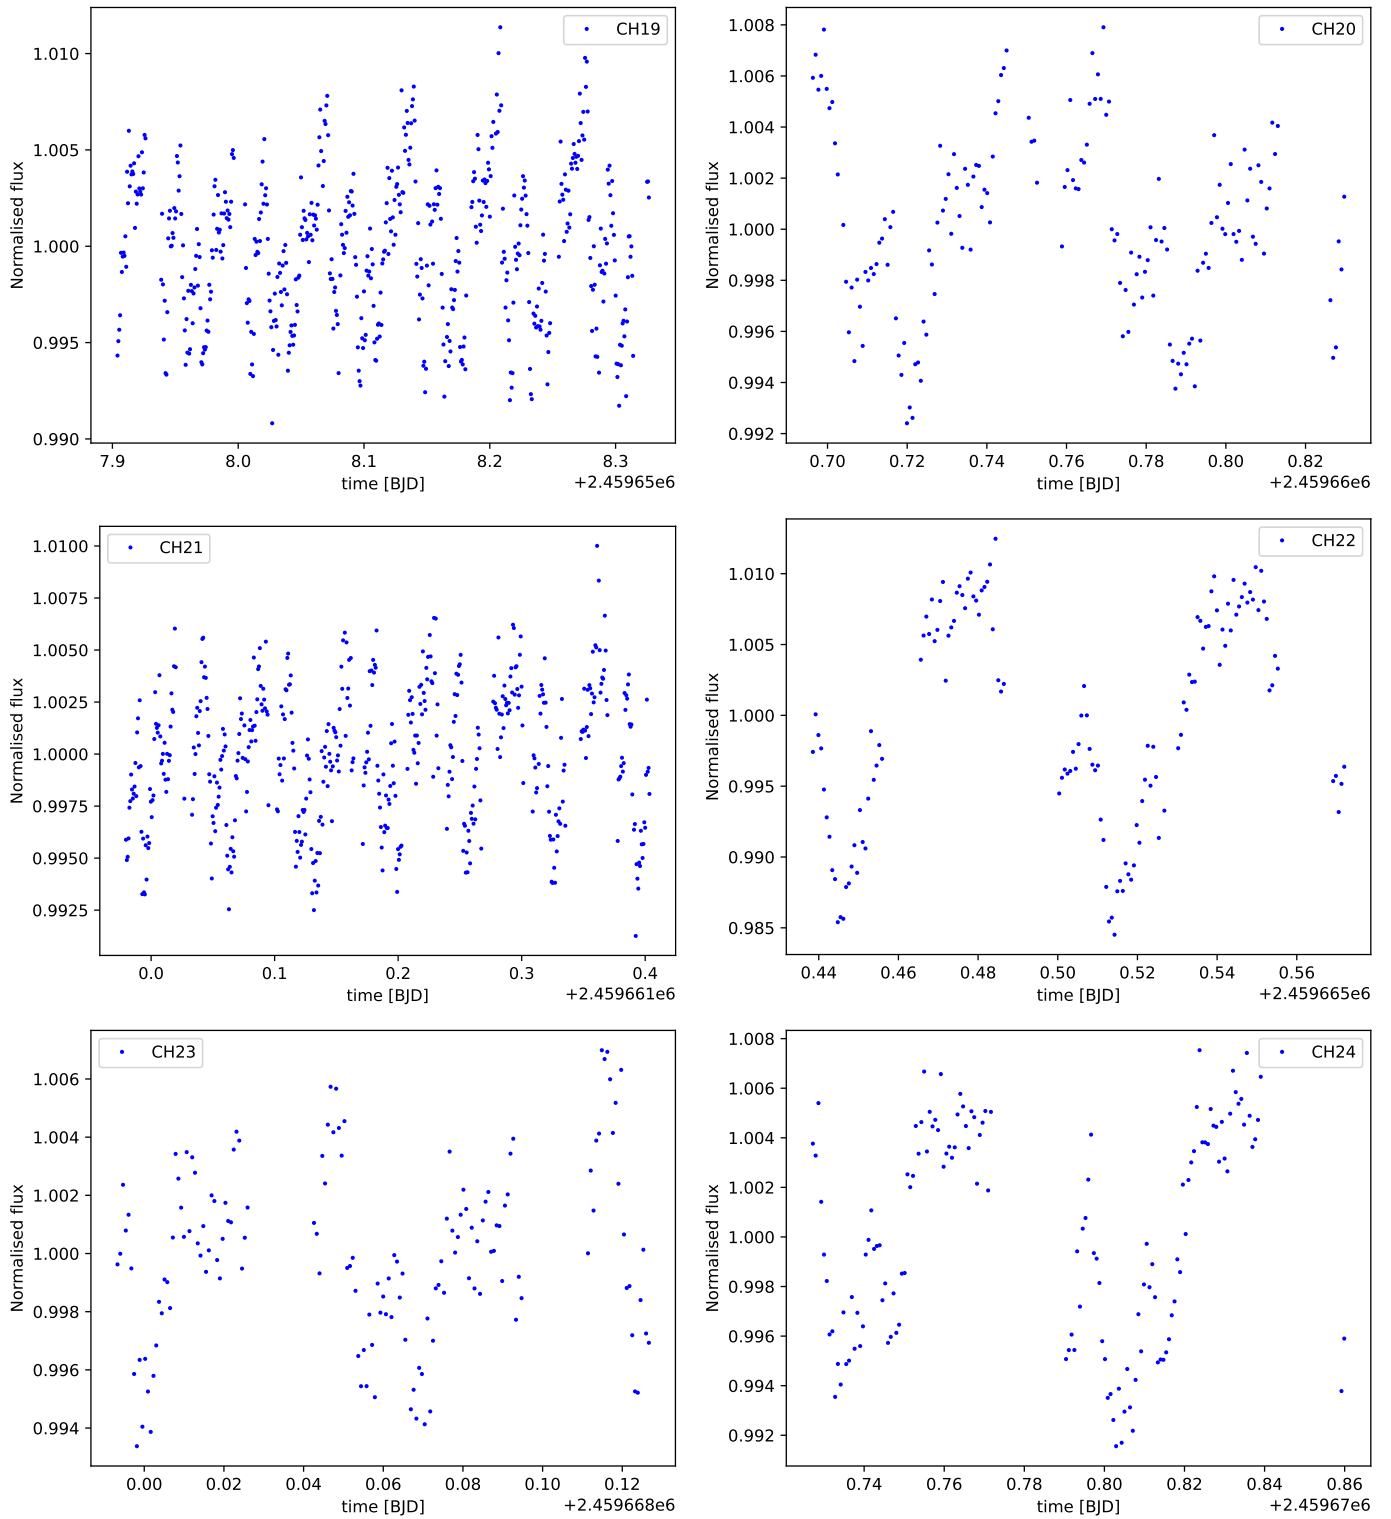 CH19
Normalised flux
1.010
1.005
1.000
0.995
0.990
7.9 8.0 8.1 8.2 8.3
time [BJD]
+2.45965e6
CH20
Normalised flux
1.008
1.006
1.004
1.002
1.000
0.998
0.996
0.994
0.992
0.70 0.72 0.74 0.76 0.78 0.80 0.82
time [BJD]
+2.45966e6
CH21
Normalised flux
1.0100
1.0075
1.0050
1.0025
1.0000
0.9975
0.9950
0.9925
0.0 0.1 0.2 0.3 0.4
time [BJD]
+2.459661e6
CH22
Normalised flux
1.010
1.005
1.000
0.995
0.990
0.985
0.44 0.46 0.48 0.50 0.52 0.54 0.56
time [BJD]
+2.459665e6
CH23
Normalised flux
1.006
1.004
1.002
1.000
0.998
0.996
0.994
0.00 0.02 0.04 0.06 0.08 0.10 0.12
time [BJD]
+2.459668e6
CH24
Normalised flux
1.008
1.006
1.004
1.002
1.000
0.998
0.996
0.994
0.992
0.74 0.76 0.78 0.80 0.82 0.84 0.86
time [BJD]
+2.45967e6